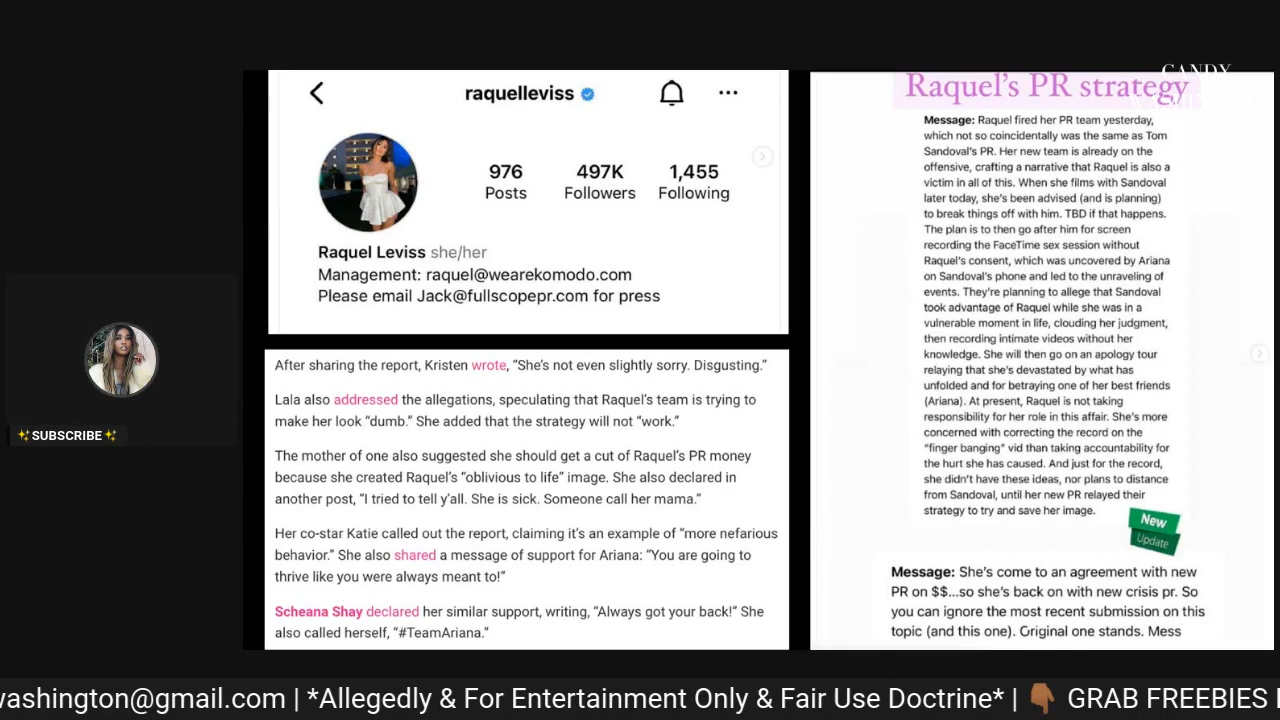 raquelleviss
976
497K
1,455
Posts
Followers
Following
Raquel Leviss she/her
Management: raquel@wearekomodo.com
Please email Jack@fullscopepr.com for press
After sharing the report, Kristen wrote, “She’s not even slightly sorry. Disgusting.”
Lala also addressed the allegations, speculating that Raquel’s team is trying to
make her look “dumb.” She added that the strategy will not “work.”
The mother of one also suggested she should get a cut of Raquel’s PR money
because she created Raquel’s “oblivious to life” image. She also declared in
another post, “I tried to tell y’all. She is sick. Someone call her mama.”
Her co-star Katie called out the report, claiming it’s an example of “more nefarious
behavior.” She also shared a message of support for Ariana: “You are going to
thrive like you were always meant to!”
Scheana Shay declared her similar support, writing, “Always got your back!” She
also called herself, “#TeamAriana.”
CANDY
Raquel’s PR strategy
Message: Raquel fired her PR team yesterday,
which not so coincidentally was the same as Tom
Sandoval’s PR. Her new team is already on the
offensive, crafting a narrative that Raquel is also a
victim in all of this. When she films with Sandoval
later today, she’s been advised (and is planning)
to break things off with him. TBD if that happens.
The plan is to then go after him for screen
recording the FaceTime sex session without
Raquel’s consent, which was uncovered by Ariana
on Sandoval’s phone and led to the unraveling of
events. They’re planning to allege that Sandoval
took advantage of Raquel while she was in a
vulnerable moment in life, clouding her judgment,
then recording intimate videos without her
knowledge. She will then go on an apology tour
relaying that she’s devastated by what has
unfolded and for betraying one of her best friends
(Ariana). At present, Raquel is not taking
responsibility for her role in this affair. She’s more
concerned with correcting the record on the
“finger banging” vid than taking accountability for
the hurt she has caused. And just for the record,
she didn’t have these ideas, nor plans to distance
from Sandoval, until her new PR relayed their
strategy to try and save her image.
New
Update
Message: She’s come to an agreement with new
PR on $$...so she’s back on with new crisis pr. So
you can ignore the most recent submission on this
topic (and this one). Original one stands. Mess
✨SUBSCRIBE✨
washington@gmail.com | *Allegedly & For Entertainment Only & Fair Use Doctrine* | 👇🏾 GRAB FREEBIES